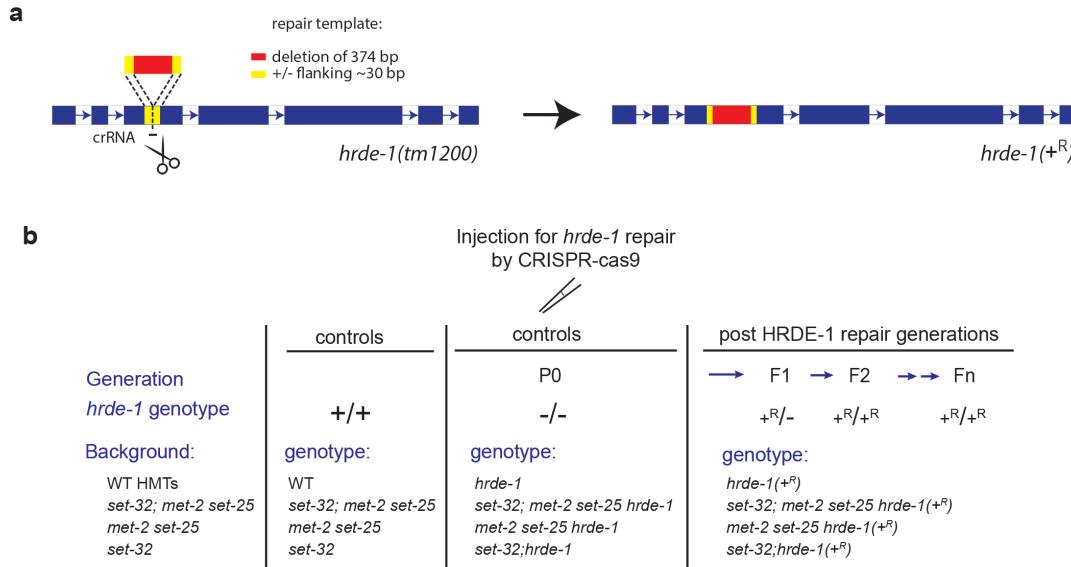 a
repair template:
deletion of 374 bp
+/- flanking ~30 bp
crRNA
hrde-1(tm1200)
hrde-1(+R)
b
Injection for hrde-1 repair
by CRISPR-cas9
controls
controls
post HRDE-1 repair generations
Generation
P0
F1
F2
Fn
hrde-1 genotype
+/+
-/-
+R/-
+R/+R
+R/+R
Background:
genotype:
genotype:
genotype:
WT HMTs
WT
hrde-1
hrde-1(+R)
set-32; met-2 set-25
set-32; met-2 set-25
set-32; met-2 set-25 hrde-1
set-32; met-2 set-25 hrde-1(+R)
met-2 set-25
met-2 set-25
met-2 set-25 hrde-1
met-2 set-25 hrde-1(+R)
set-32
set-32
set-32;hrde-1
set-32;hrde-1(+R)